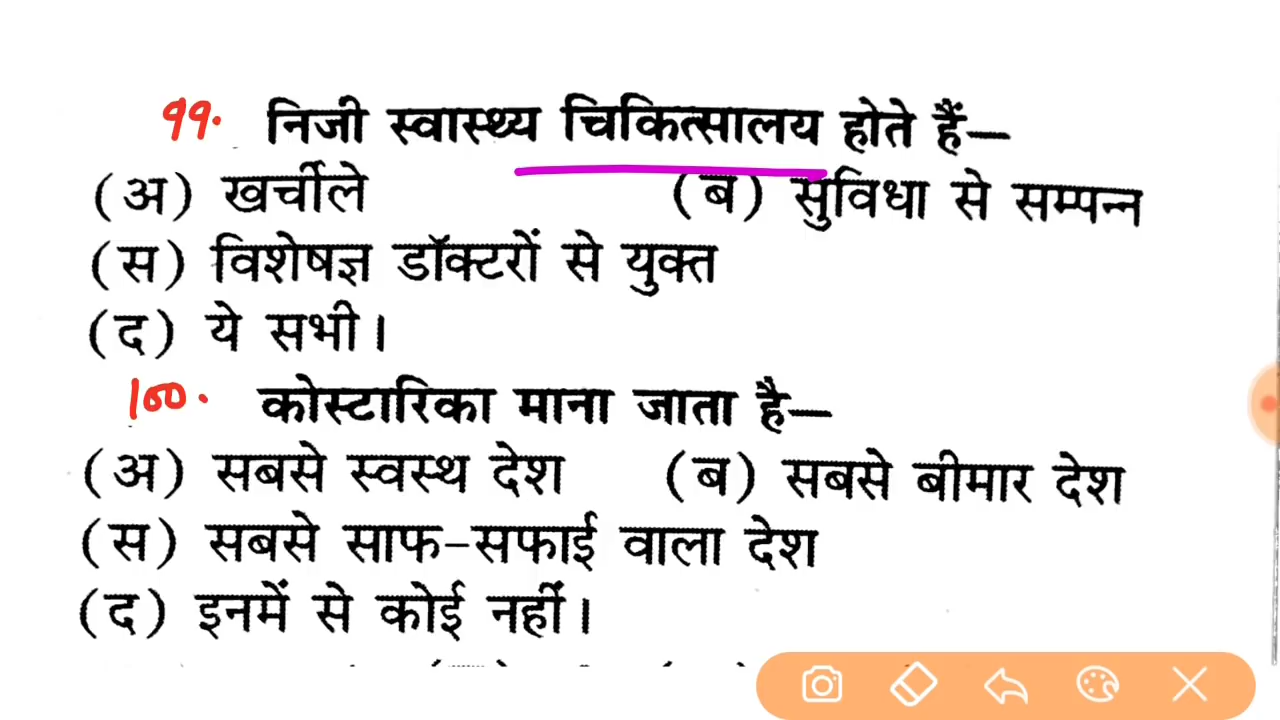 99. निजी स्वास्थ्य चिकित्सालय होते हैं—
(अ) खर्चीले (ब) सुविधा से सम्पन्न
(स) विशेषज्ञ डॉक्टरों से युक्त
(द) ये सभी।
100. कोस्टारिका माना जाता है—
(अ) सबसे स्वस्थ देश (ब) सबसे बीमार देश
(स) सबसे साफ-सफाई वाला देश
(द) इनमें से कोई नहीं।